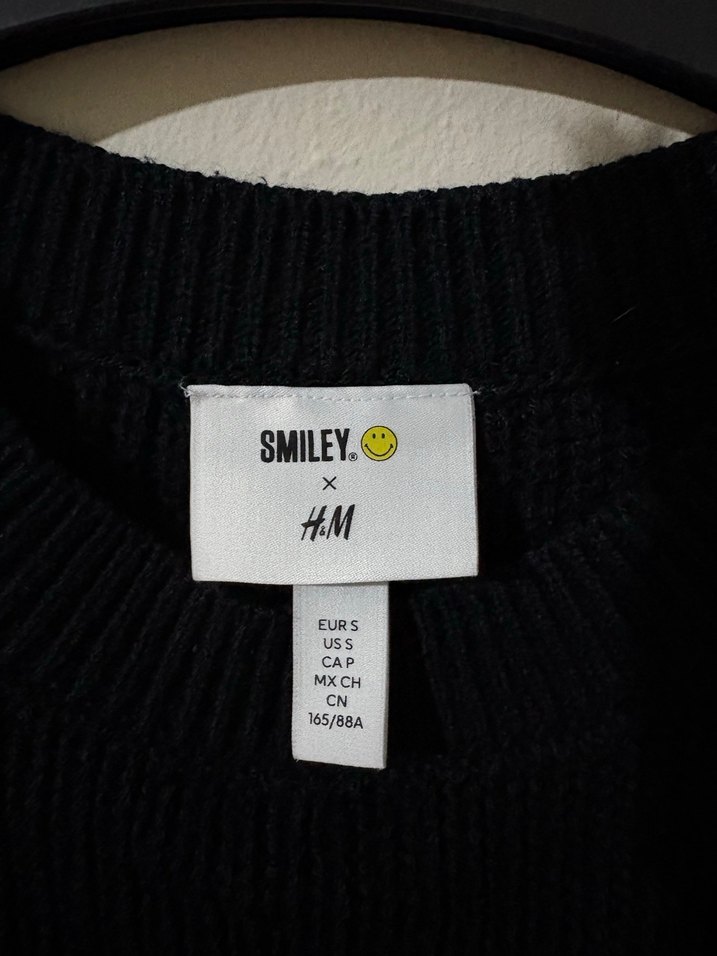 SMILEY®
×
H&M
EUR S
US S
CA P
MX CH
CN
165/88A